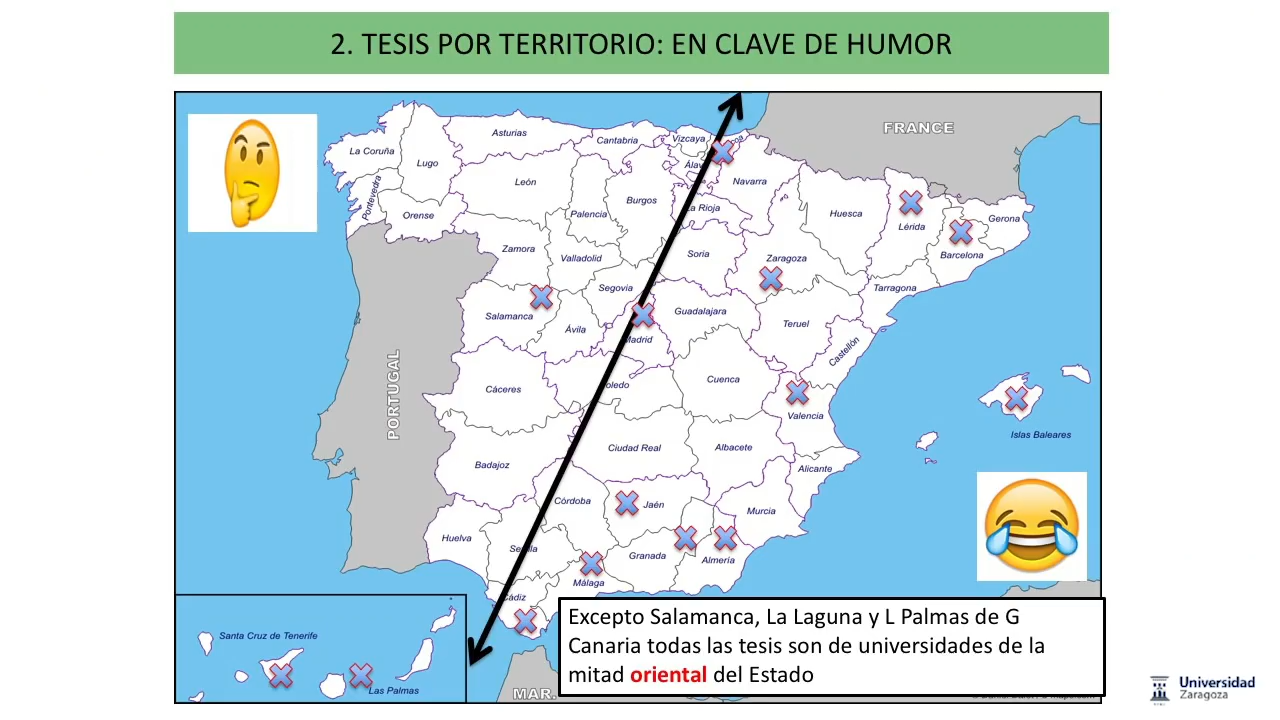 2. TESIS POR TERRITORIO: EN CLAVE DE HUMOR
FRANCE
Asturias
Cantabria
Vizcaya
La Coruña
Lugo
Navarra
León
Pontevedra
Burgos
La Rioja
Palencia
Orense
Huesca
Gerona
Lérida
Zamora
Soria
Barcelona
Valladolid
Zaragoza
Segovia
Tarragona
Salamanca
Guadalajara
Ávila
Teruel
Madrid
Castellón
PORTUGAL
Cuenca
Toledo
Cáceres
Valencia
Islas Baleares
Ciudad Real
Albacete
Badajoz
Alicante
Córdoba
Jaén
Murcia
Huelva
Sevilla
Granada
Almería
Málaga
Cádiz
Santa Cruz de Tenerife
Las Palmas
MAR.
Excepto Salamanca, La Laguna y L Palmas de G
Canaria todas las tesis son de universidades de la
mitad oriental del Estado
Universidad
Zaragoza